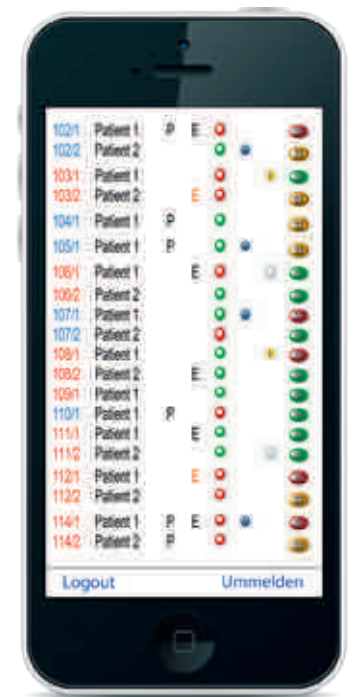 102/1 Patient 1 P E
102/2 Patient 2
103/1 Patient 1
103/2 Patient 2 E
104/1 Patient 1 P
105/1 Patient 1 P
106/1 Patient 1 E
106/2 Patient 2
107/1 Patient 1
107/2 Patient 2
108/1 Patient 1
108/2 Patient 2 E
109/1 Patient 1
110/1 Patient 1 P
111/1 Patient 1 E
111/2 Patient 2
112/1 Patient 1 E
112/2 Patient 2
114/1 Patient 1 P E
114/2 Patient 2 P
Logout Ummelden